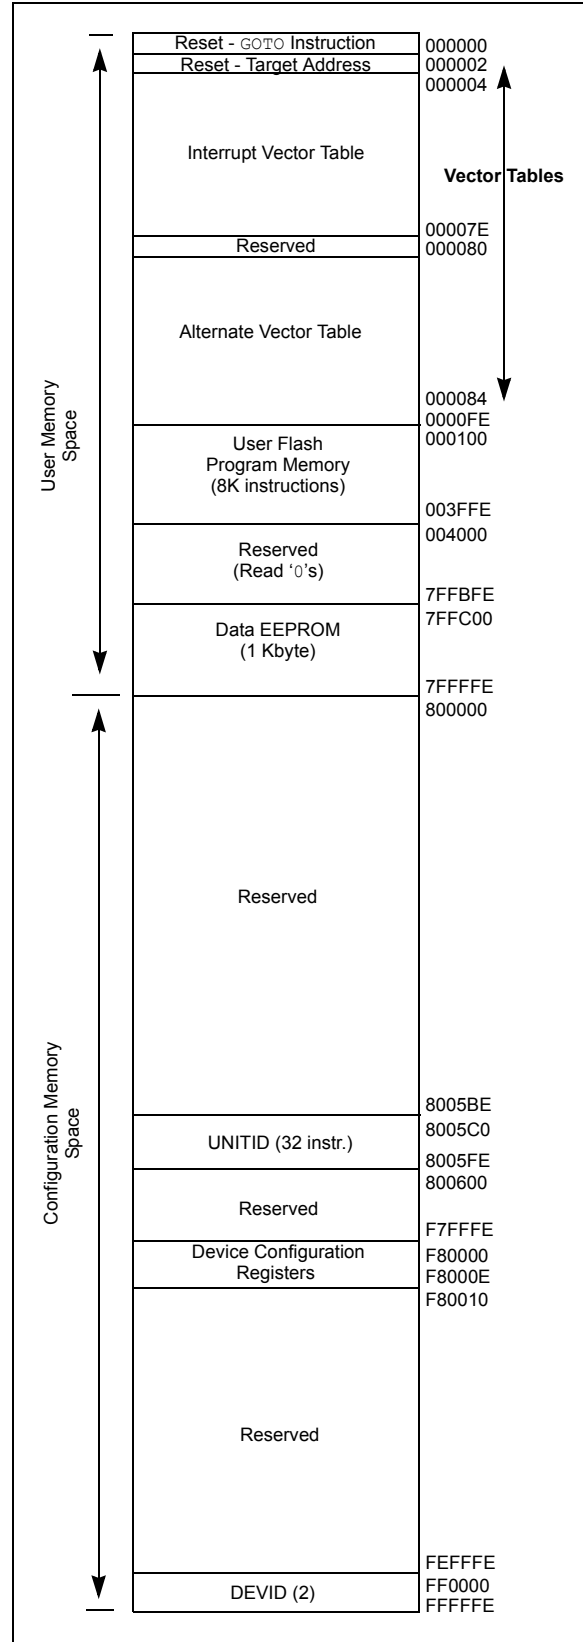 Reset - GOTO Instruction
000000
Reset - Target Address
000002
000004
Interrupt Vector Table
Vector Tables
00007E
Reserved
000080
Alternate Vector Table
000084
0000FE
User Memory
Space
User Flash
Program Memory
(8K instructions)
000100
003FFE
004000
Reserved
(Read ‘0’s)
7FFBFE
7FFC00
Data EEPROM
(1 Kbyte)
7FFFFE
800000
Reserved
8005BE
8005C0
UNITID (32 instr.)
8005FE
800600
Configuration Memory
Space
Reserved
F7FFFE
Device Configuration
Registers
F80000
F8000E
F80010
Reserved
FEFFFE
FF0000
DEVID (2)
FFFFFE